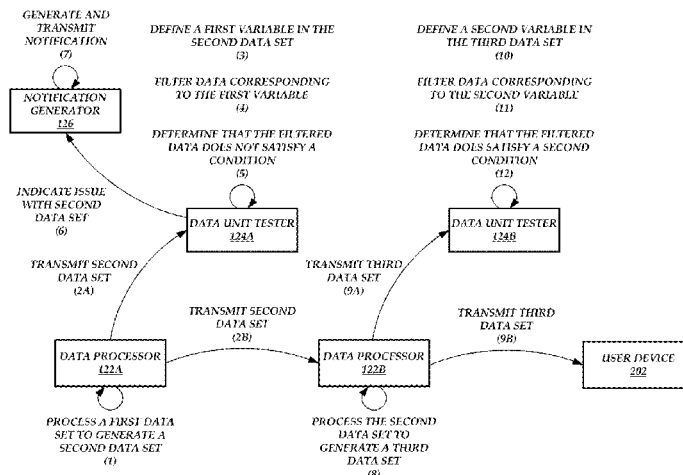 GENERATE AND
TRANSMIT
NOTIFICATION
(7)
NOTIFICATION
GENERATOR
126
DEFINE A FIRST VARIABLE IN THE
SECOND DATA SET
(3)
FILTER DATA CORRESPONDING
TO THE FIRST VARIABLE
(4)
DETERMINE THAT THE FILTERED
DATA DOES NOT SATISFY A
CONDITION
(5)
DEFINE A SECOND VARIABLE IN
THE THIRD DATA SET
(10)
FILTER DATA CORRESPONDING
TO THE SECOND VARIABLE
(11)
DETERMINE THAT THE FILTERED
DATA DOES SATISFY A SECOND
CONDITION
(12)
INDICATE ISSUE
WITH SECOND
DATA SET
(6)
DATA UNIT TESTER
124A
DATA UNIT TESTER
124B
TRANSMIT SECOND
DATA SET
(2A)
TRANSMIT THIRD
DATA SET
(9A)
TRANSMIT SECOND
DATA SET
(2B)
TRANSMIT THIRD
DATA SET
(9B)
DATA PROCESSOR
122A
DATA PROCESSOR
122B
USER DEVICE
202
PROCESS A FIRST DATA
SET TO GENERATE A
SECOND DATA SET
(1)
PROCESS THE SECOND
DATA SET TO
GENERATE A THIRD
DATA SET
(8)